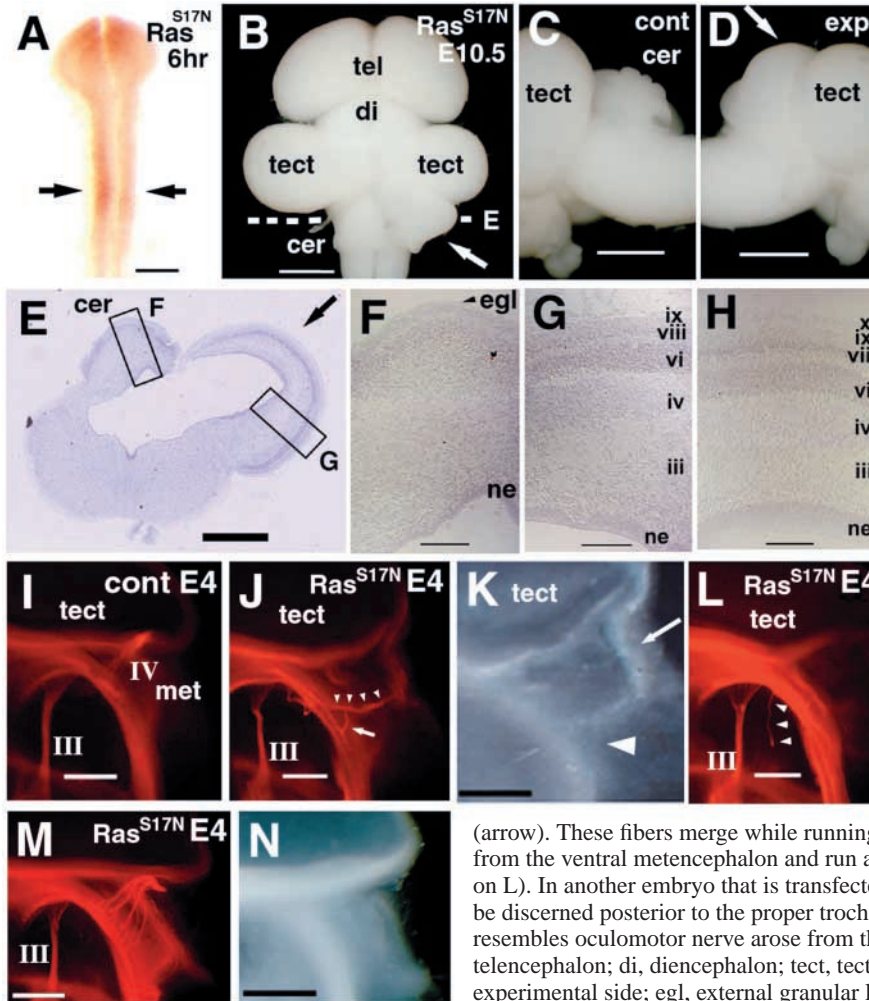 A
Ras S17N
6hr
B
Ras S17N
E10.5
tel
di
tect
tect
E
cer
C
cont
cer
tect
D
exp
tect
E
cer
F
G
F
egl
ne
G
ix
viii
vi
iv
iii
ne
H
x
ix
vii
vi
iv
iii
ne
I
cont E4
tect
IV
met
III
J
Ras S17N E4
tect
III
K
tect
L
Ras S17N E4
tect
III
M
Ras S17N E4
III
N
(arrow). These fibers merge while running
from the ventral metencephalon and run a
on L). In another embryo that is transfecte
be discerned posterior to the proper troch
resembles oculomotor nerve arose from th
telencephalon; di, diencephalon; tect, tect
experimental side; egl, external granular l